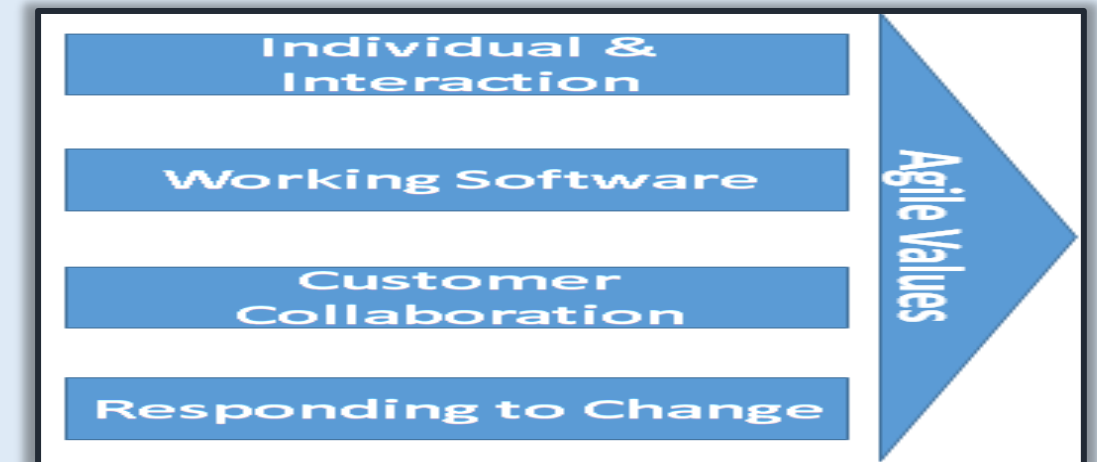 Individual &
Interaction
Working Software
Customer
Collaboration
Responding to Change
Agile Values